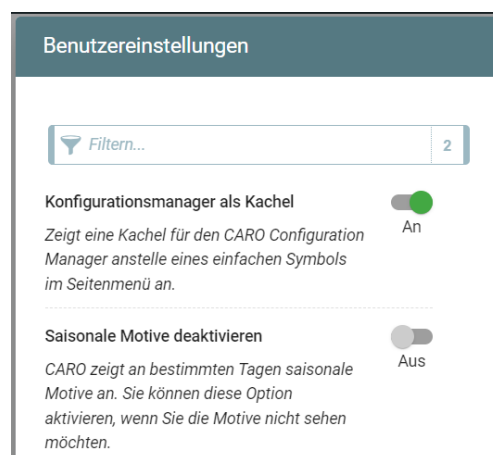 Benutzereinstellungen
Filtern... 2
Konfigurationsmanager als Kachel
An
Zeigt eine Kachel für den CARO Configuration
Manager anstelle eines einfachen Symbols
im Seitenmenü an.
Saisonale Motive deaktivieren
Aus
CARO zeigt an bestimmten Tagen saisonale
Motive an. Sie können diese Option
aktivieren, wenn Sie die Motive nicht sehen
möchten.